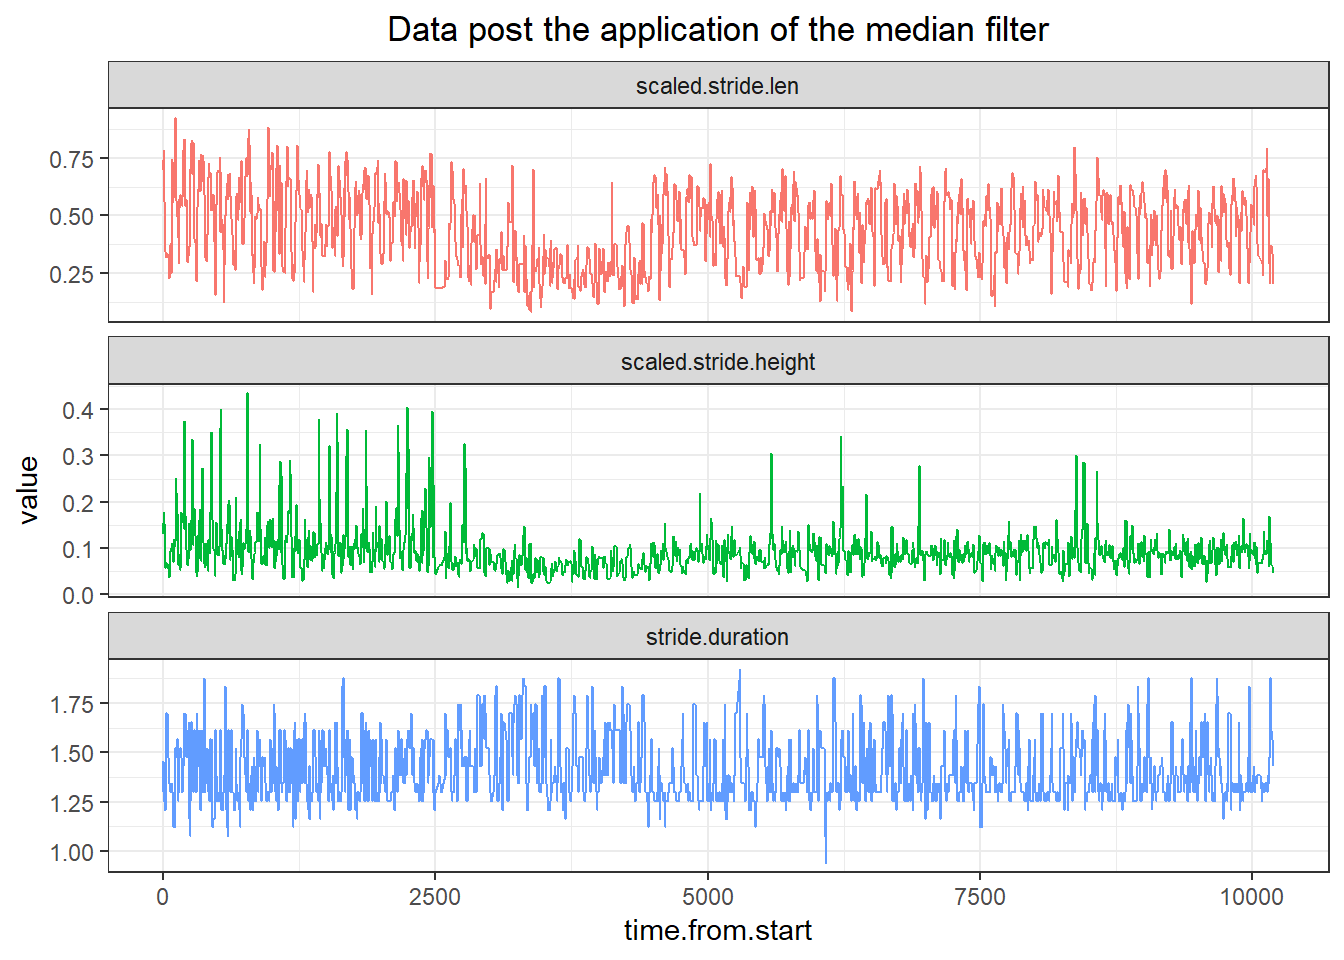 Data post the application of the median filter
scaled.stride.len
0.75
0.50
0.25
scaled.stride.height
0.4
0.3
0.2
0.1
0.0
value
stride.duration
1.75
1.50
1.25
1.00
0 2500 5000 7500 10000
time.from.start